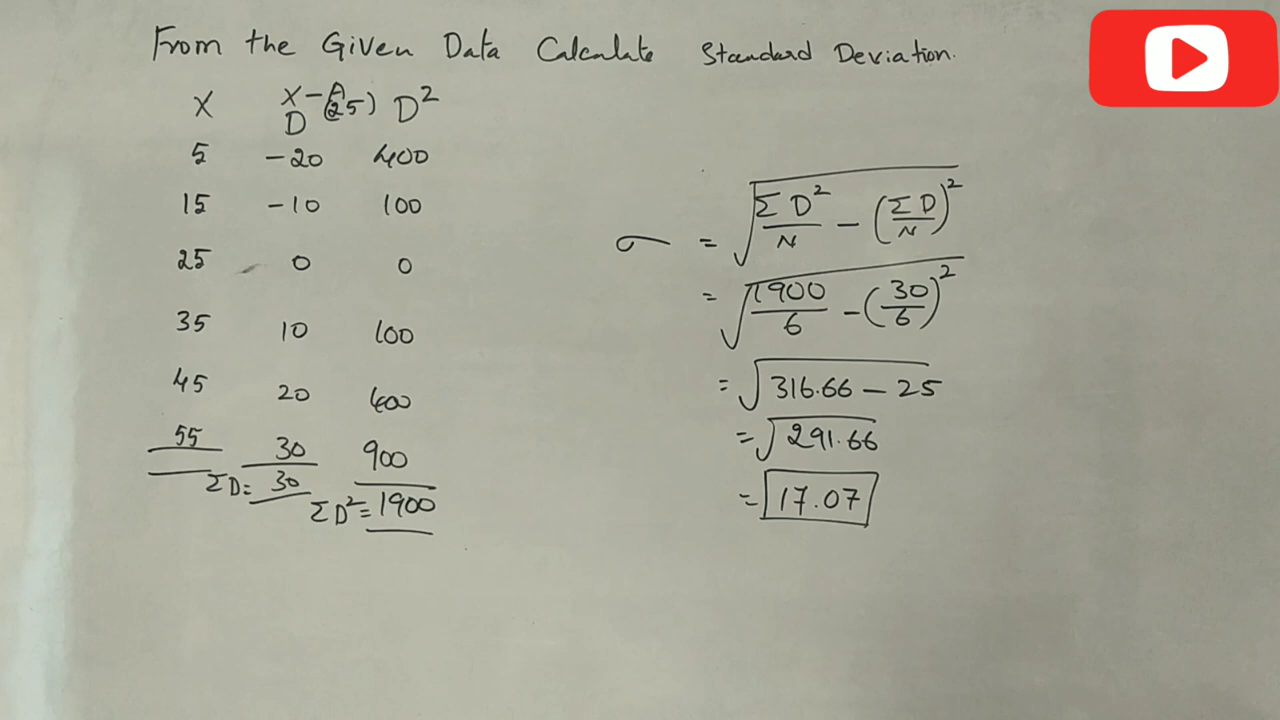 From the Given Data Calculate Standard Deviation.
X X-A(25) D²
D
5 -20 400
15 -10 100
25 0 0
35 10 100
45 20 400
55 30 900
ΣD= 30
ΣD²= 1900
σ = √ΣD²/N - (ΣD/N)²
= √1900/6 - (30/6)²
= √316.66 - 25
= √291.66
= 17.07